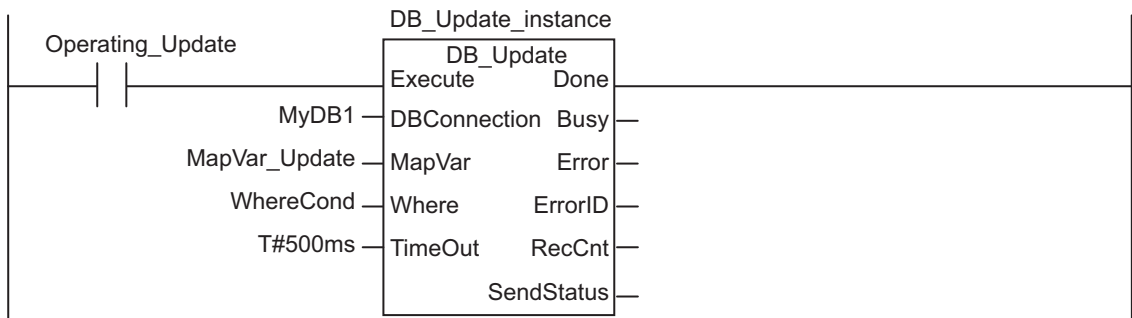 DB_Update_instance
Operating_Update
DB_Update
Execute Done
MyDB1 DBConnection Busy
MapVar_Update MapVar Error
WhereCond Where ErrorID
T#500ms TimeOut RecCnt
SendStatus